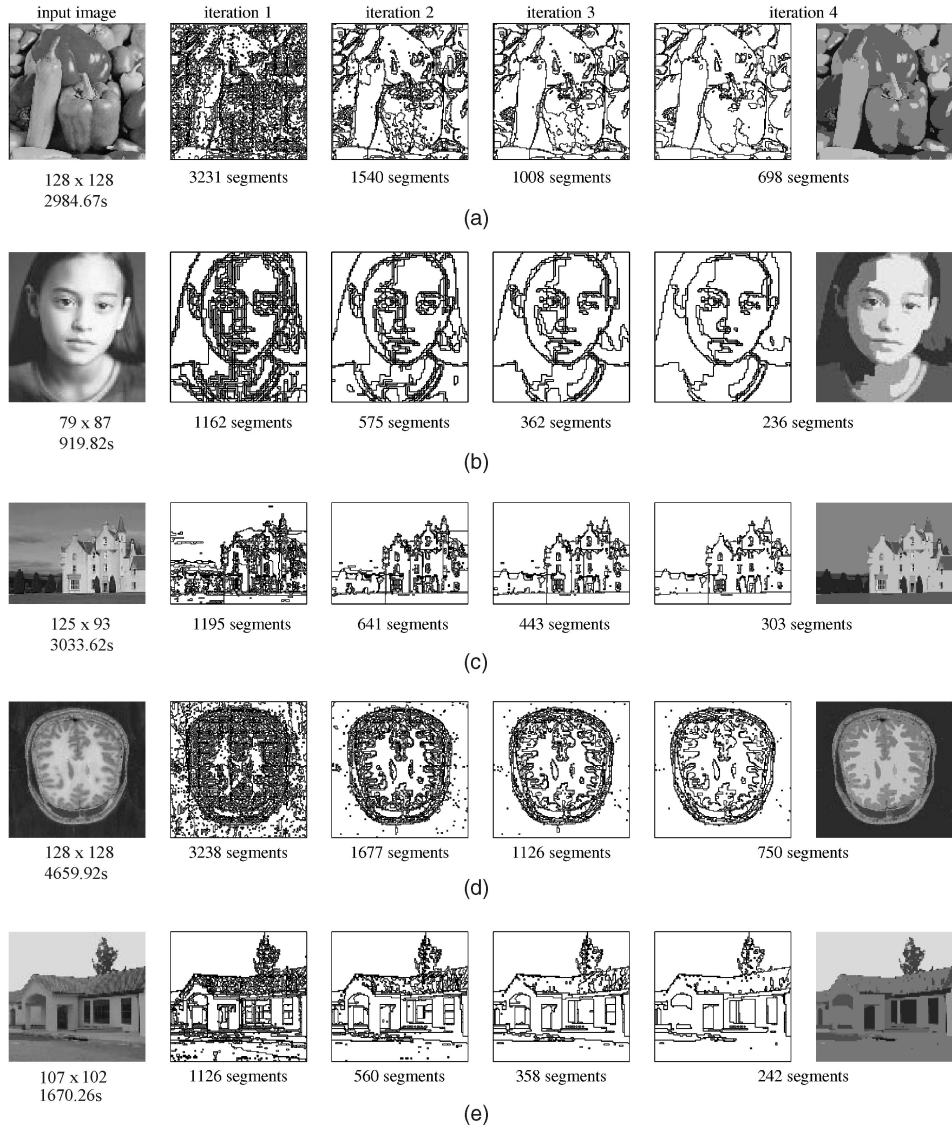 input image iteration 1 iteration 2 iteration 3 iteration 4
128 x 128 3231 segments 1540 segments 1008 segments 698 segments
2984.67s
(a)
79 x 87 1162 segments 575 segments 362 segments 236 segments
919.82s
(b)
125 x 93 1195 segments 641 segments 443 segments 303 segments
3033.62s
(c)
128 x 128 3238 segments 1677 segments 1126 segments 750 segments
4659.92s
(d)
107 x 102 1126 segments 560 segments 358 segments 242 segments
1670.26s
(e)